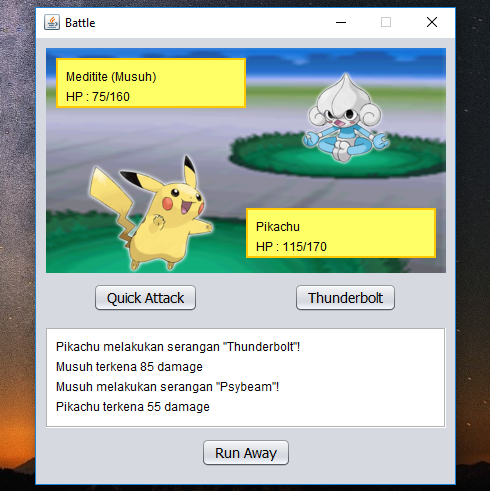 Battle
Meditite (Musuh)
HP : 75/160
Pikachu
HP : 115/170
Quick Attack
Thunderbolt
Pikachu melakukan serangan "Thunderbolt"!
Musuh terkena 85 damage
Musuh melakukan serangan "Psybeam"!
Pikachu terkena 55 damage
Run Away